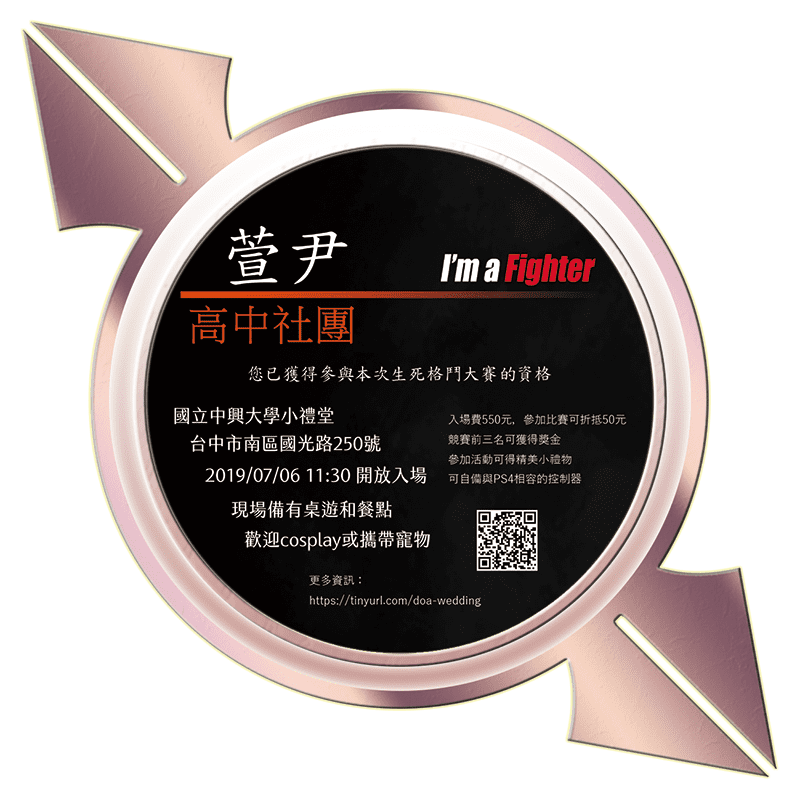 萱尹
I'm a Fighter
高中社團
您已獲得參與本次生死格鬥大賽的資格
國立中興大學小禮堂
台中市南區國光路250號
2019/07/06 11:30 開放入場
現場備有桌遊和餐點
歡迎cosplay或攜帶寵物
入場費550元，參加比賽可折抵50元
競賽前三名可獲得獎金
參加活動可得精美小禮物
可自備與PS4相容的控制器
更多資訊：
https://tinyurl.com/doa-wedding